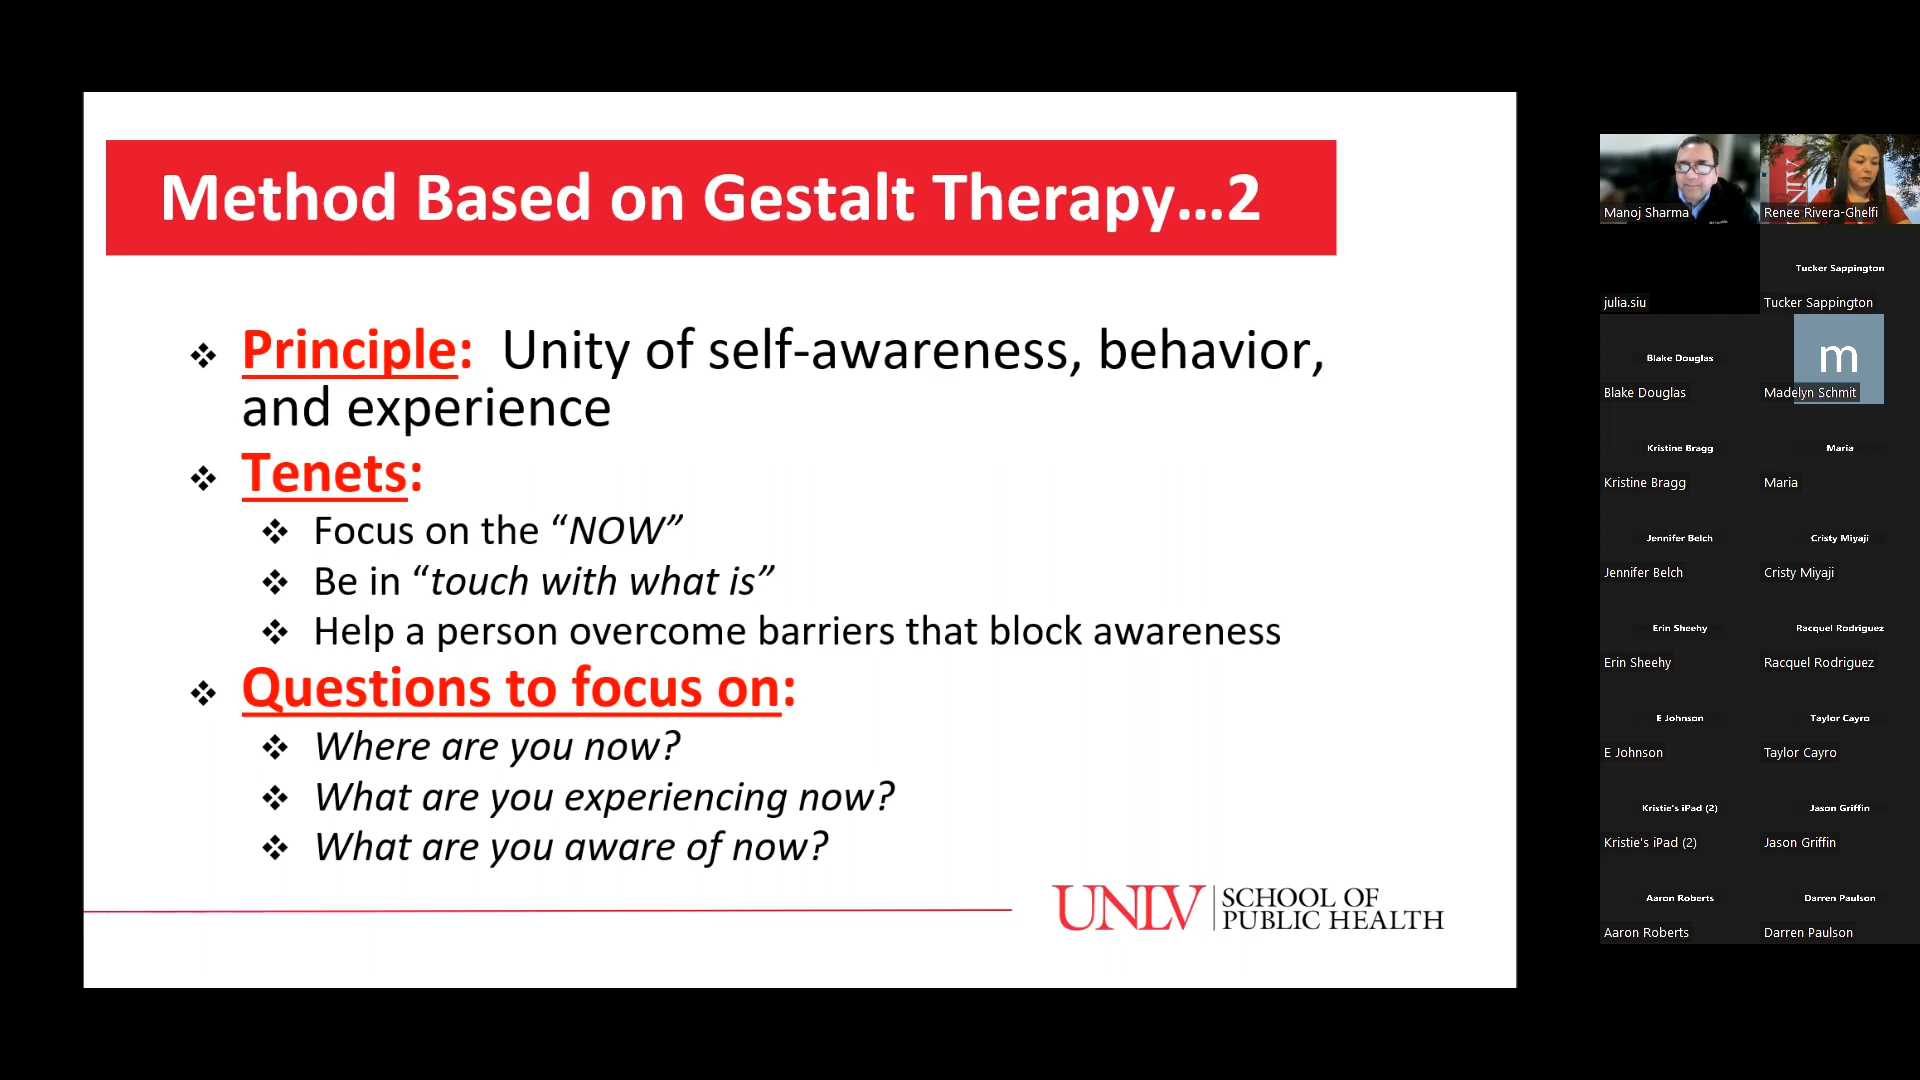 Method Based on Gestalt Therapy...2
❖ Principle: Unity of self-awareness, behavior,
and experience
❖ Tenets:
❖ Focus on the “NOW”
❖ Be in “touch with what is”
❖ Help a person overcome barriers that block awareness
❖ Questions to focus on:
❖ Where are you now?
❖ What are you experiencing now?
❖ What are you aware of now?
UNLV
SCHOOL OF
PUBLIC HEALTH
Manoj Sharma
Renee Rivera-Ghelfi
julia.siu
Tucker Sappington
Tucker Sappington
Blake Douglas
Blake Douglas
m
Madelyn Schmit
Kristine Bragg
Kristine Bragg
Maria
Maria
Jennifer Belch
Jennifer Belch
Cristy Miyaji
Cristy Miyaji
Erin Sheehy
Erin Sheehy
Racquel Rodriguez
Racquel Rodriguez
E Johnson
E Johnson
Taylor Cayro
Taylor Cayro
Kristie's iPad (2)
Kristie's iPad (2)
Jason Griffin
Jason Griffin
Aaron Roberts
Aaron Roberts
Darren Paulson
Darren Paulson